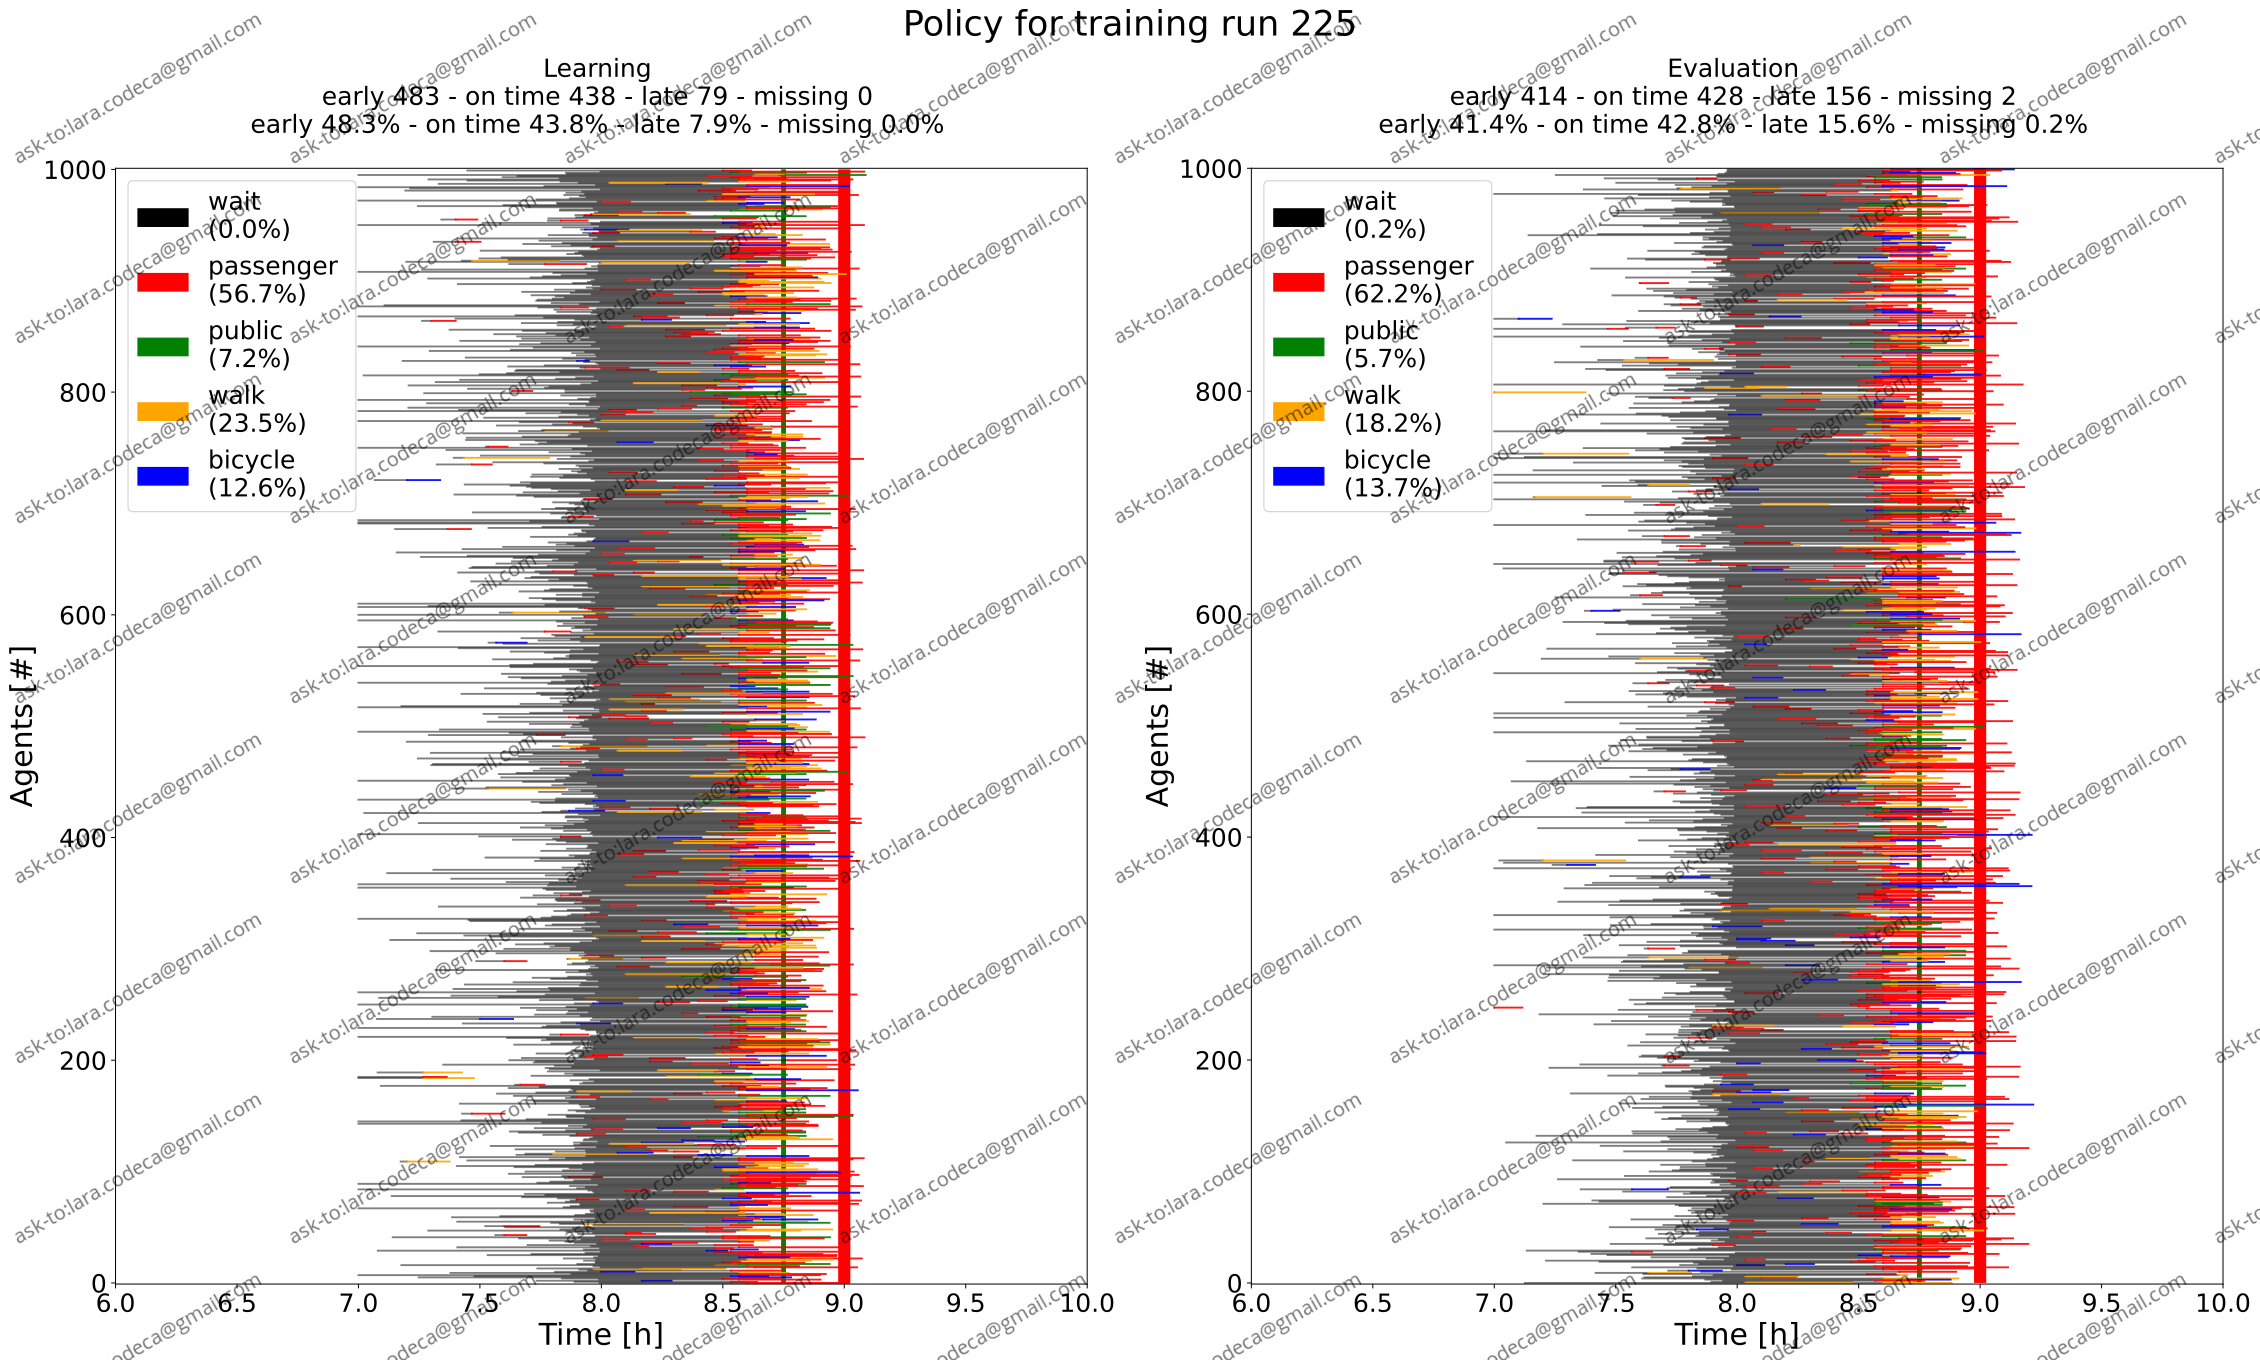 Policy for training run 225
Learning
early 483 - on time 438 - late 79 - missing 0
early 48.3% - on time 43.8% - late 7.9% - missing 0.0%
1000
800
600
400
200
0
Agents [#]
wait
(0.0%)
passenger
(56.7%)
public
(7.2%)
walk
(23.5%)
bicycle
(12.6%)
6.0 6.5 7.0 7.5 8.0 8.5 9.0 9.5 10.0
Time [h]
Evaluation
early 414 - on time 428 - late 156 - missing 2
early 41.4% - on time 42.8% - late 15.6% - missing 0.2%
1000
800
600
400
200
0
Agents [#]
wait
(0.2%)
passenger
(62.2%)
public
(5.7%)
walk
(18.2%)
bicycle
(13.7%)
6.0 6.5 7.0 7.5 8.0 8.5 9.0 9.5 10.0
Time [h]
ask-to:lara.codeca@gmail.com